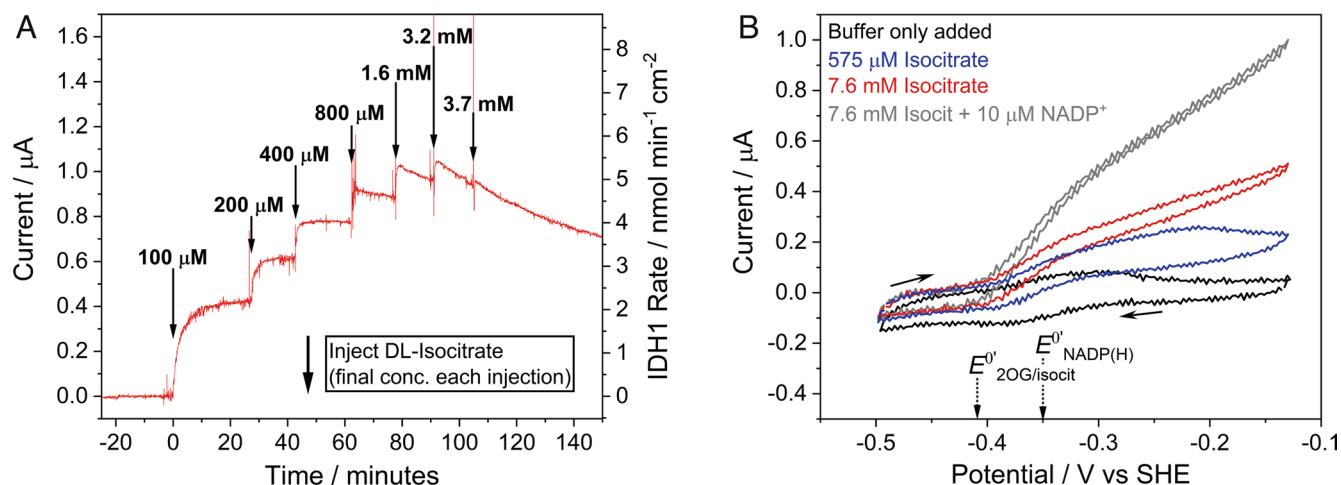 A
Current / μA
1.6
1.4
1.2
1.0
0.8
0.6
0.4
0.2
0.0
100 μM
200 μM
400 μM
800 μM
1.6 mM
3.2 mM
3.7 mM
Inject DL-Isocitrate
(final conc. each injection)
8
7
6
5
4
3
2
1
0
IDH1 Rate / nmol min⁻¹ cm⁻²
-20 0 20 40 60 80 100 120 140
Time / minutes
B
Current / μA
1.0
0.8
0.6
0.4
0.2
0.0
-0.2
-0.4
Buffer only added
575 μM Isocitrate
7.6 mM Isocitrate
7.6 mM Isocit + 10 μM NADP⁺
E⁰' 2OG/isocit
E⁰' NADP(H)
-0.5 -0.4 -0.3 -0.2 -0.1
Potential / V vs SHE